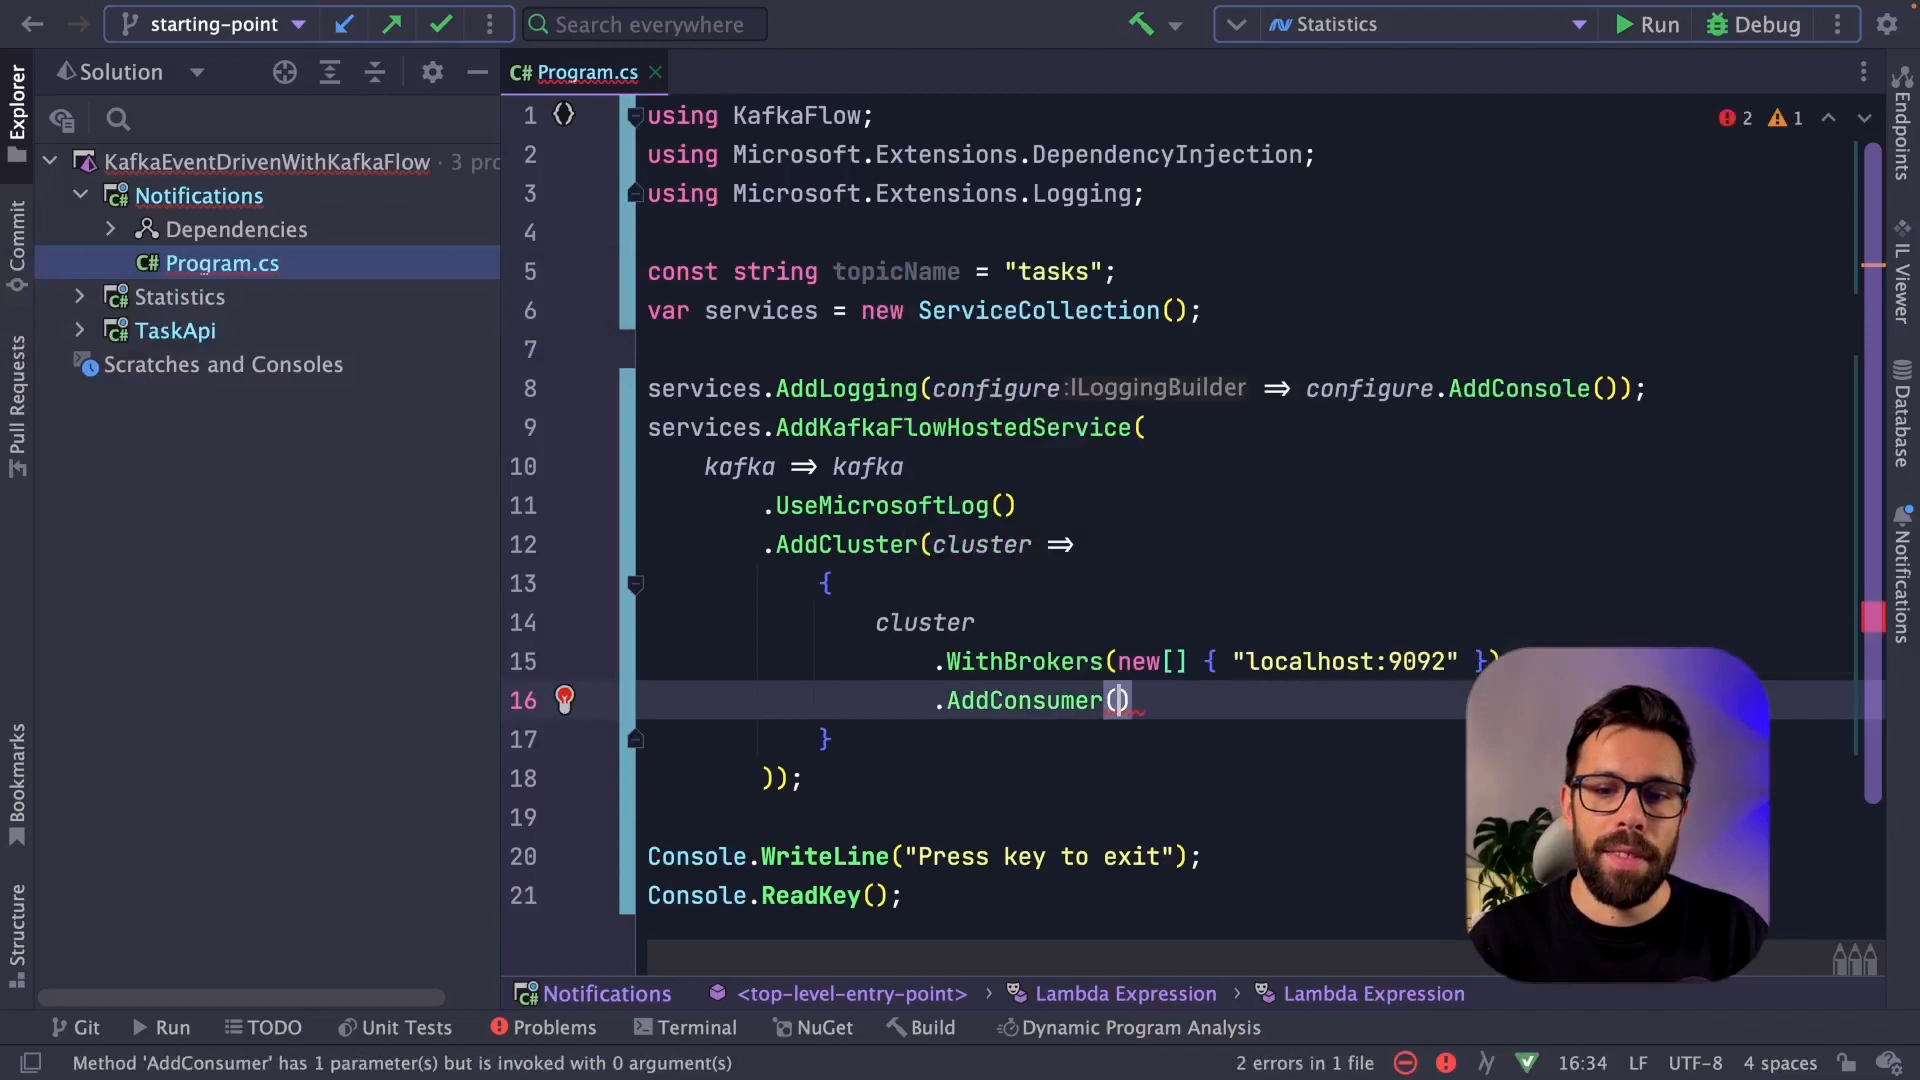 starting-point
Search everywhere
Statistics
Run
Debug
Solution
C# Program.cs
Explorer
Commit
Pull Requests
Bookmarks
Structure
KafkaEventDrivenWithKafkaFlow · 3 pro
Notifications
Dependencies
C# Program.cs
Statistics
TaskApi
Scratches and Consoles
2 1
1 using KafkaFlow;
2 using Microsoft.Extensions.DependencyInjection;
3 using Microsoft.Extensions.Logging;
4
5 const string topicName = "tasks";
6 var services = new ServiceCollection();
7
8 services.AddLogging(configure:ILoggingBuilder => configure.AddConsole());
9 services.AddKafkaFlowHostedService(
10 kafka => kafka
11 .UseMicrosoftLog()
12 .AddCluster(cluster =>
13 {
14 cluster
15 .WithBrokers(new[] { "localhost:9092" })
16 .AddConsumer()
17 }
18 ));
19
20 Console.WriteLine("Press key to exit");
21 Console.ReadKey();
Endpoints
IL Viewer
Database
Notifications
Notifications <top-level-entry-point> › Lambda Expression › Lambda Expression
Git Run TODO Unit Tests Problems Terminal NuGet Build Dynamic Program Analysis
Method 'AddConsumer' has 1 parameter(s) but is invoked with 0 argument(s)
2 errors in 1 file 16:34 LF UTF-8 4 spaces